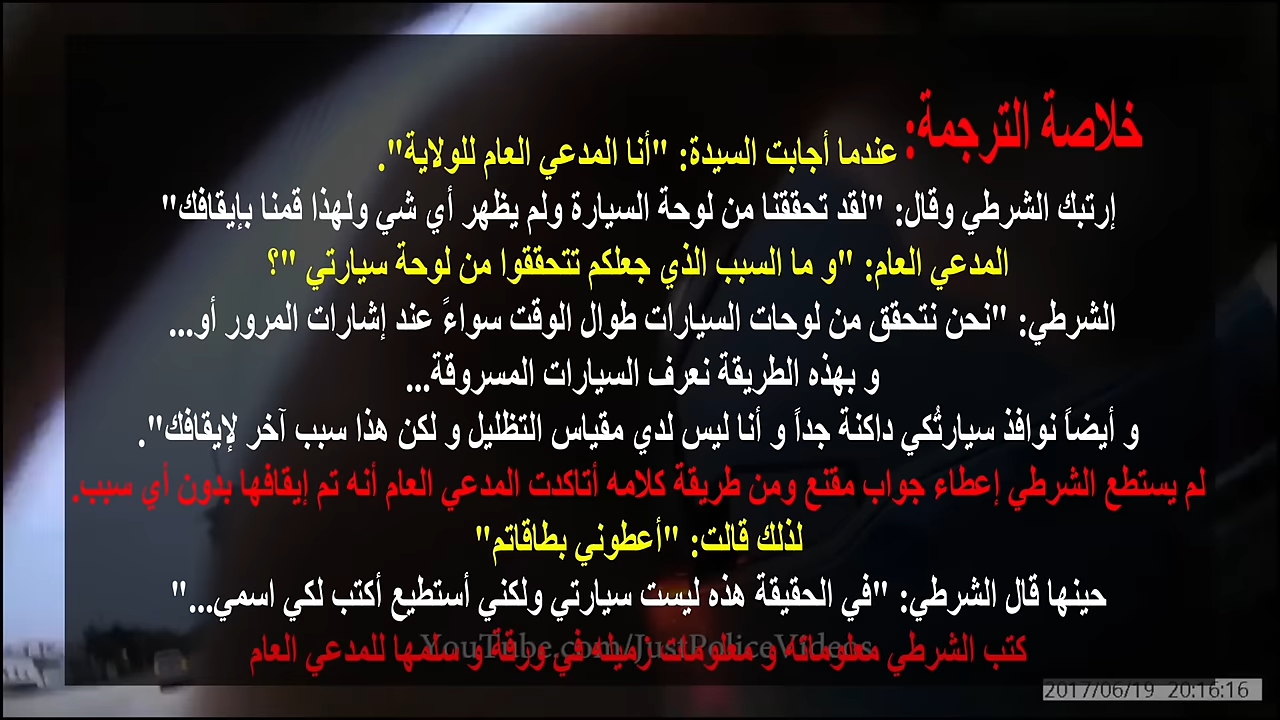 خلاصة الترجمة:
عندما أجابت السيدة: "أنا المدعي العام للولاية".
إرتبك الشرطي وقال: "لقد تحققنا من لوحة السيارة ولم يظهر أي شي ولهذا قمنا بإيقافك"
المدعي العام: "و ما السبب الذي جعلكم تتحققوا من لوحة سيارتي "؟
الشرطي: "نحن نتحقق من لوحات السيارات طوال الوقت سواءً عند إشارات المرور أو...
و بهذه الطريقة نعرف السيارات المسروقة...
و أيضاً نوافذ سيارتُكي داكنة جداً و أنا ليس لدي مقياس التظليل و لكن هذا سبب آخر لإيقافك".
لم يستطع الشرطي إعطاء جواب مقنع ومن طريقة كلامه أتاكدت المدعي العام أنه تم إيقافها بدون أي سبب.
لذلك قالت: "أعطوني بطاقاتم"
حينها قال الشرطي: "في الحقيقة هذه ليست سيارتي ولكني أستطيع أكتب لكي اسمي..."
كتب الشرطي معلوماتة و معلومات زميله في ورقة و سلمها للمدعي العام
YouTube.com/JustPoliceVideos
2017/06/19 20:16:16